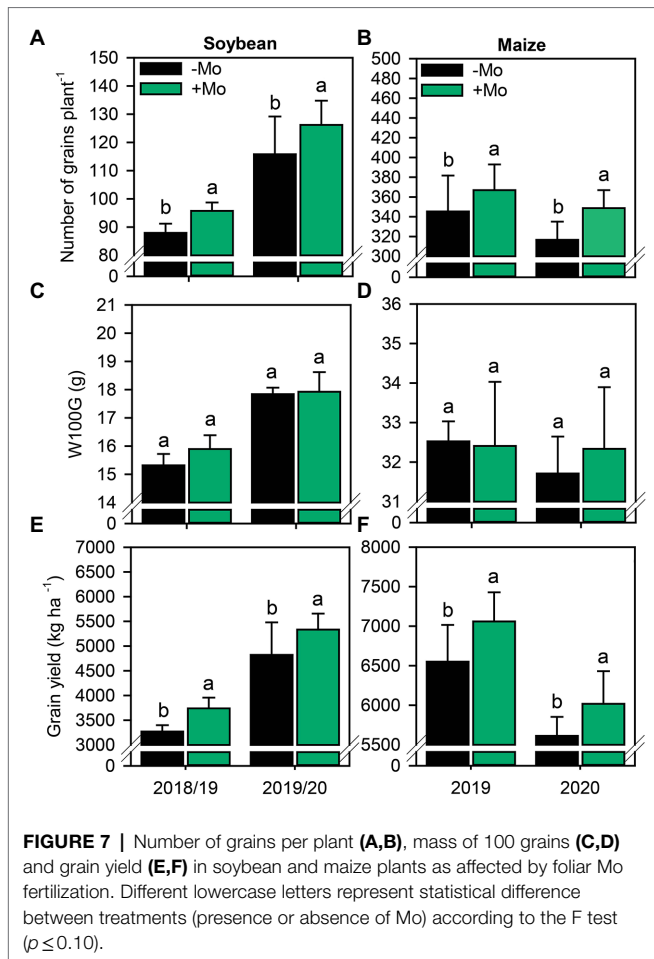 A Soybean B Maize
150 500
140 -Mo a 480 -Mo
130 +Mo b 460 +Mo
120 440
110 420
100 a 400 a
90 b 380 b a
80 360 b
0 340
320
300
0
Number of grains plant-1
C D
21 36
20 35
19 a a a
18 34 a
17 a 33 a a
16 a
15 32
14 31
0 0
W100G (g)
E F
7000 8000
6500
6000 b a 7500 a
5500
5000 7000 b
4500 a 6500 a
4000 b
3500 6000 b
3000 5500
0 0
Grain yield (kg ha -1)
2018/19 2019/20 2019 2020
FIGURE 7 | Number of grains per plant (A,B), mass of 100 grains (C,D)
and grain yield (E,F) in soybean and maize plants as affected by foliar Mo
fertilization. Different lowercase letters represent statistical difference
between treatments (presence or absence of Mo) according to the F test
(p ≤ 0.10).